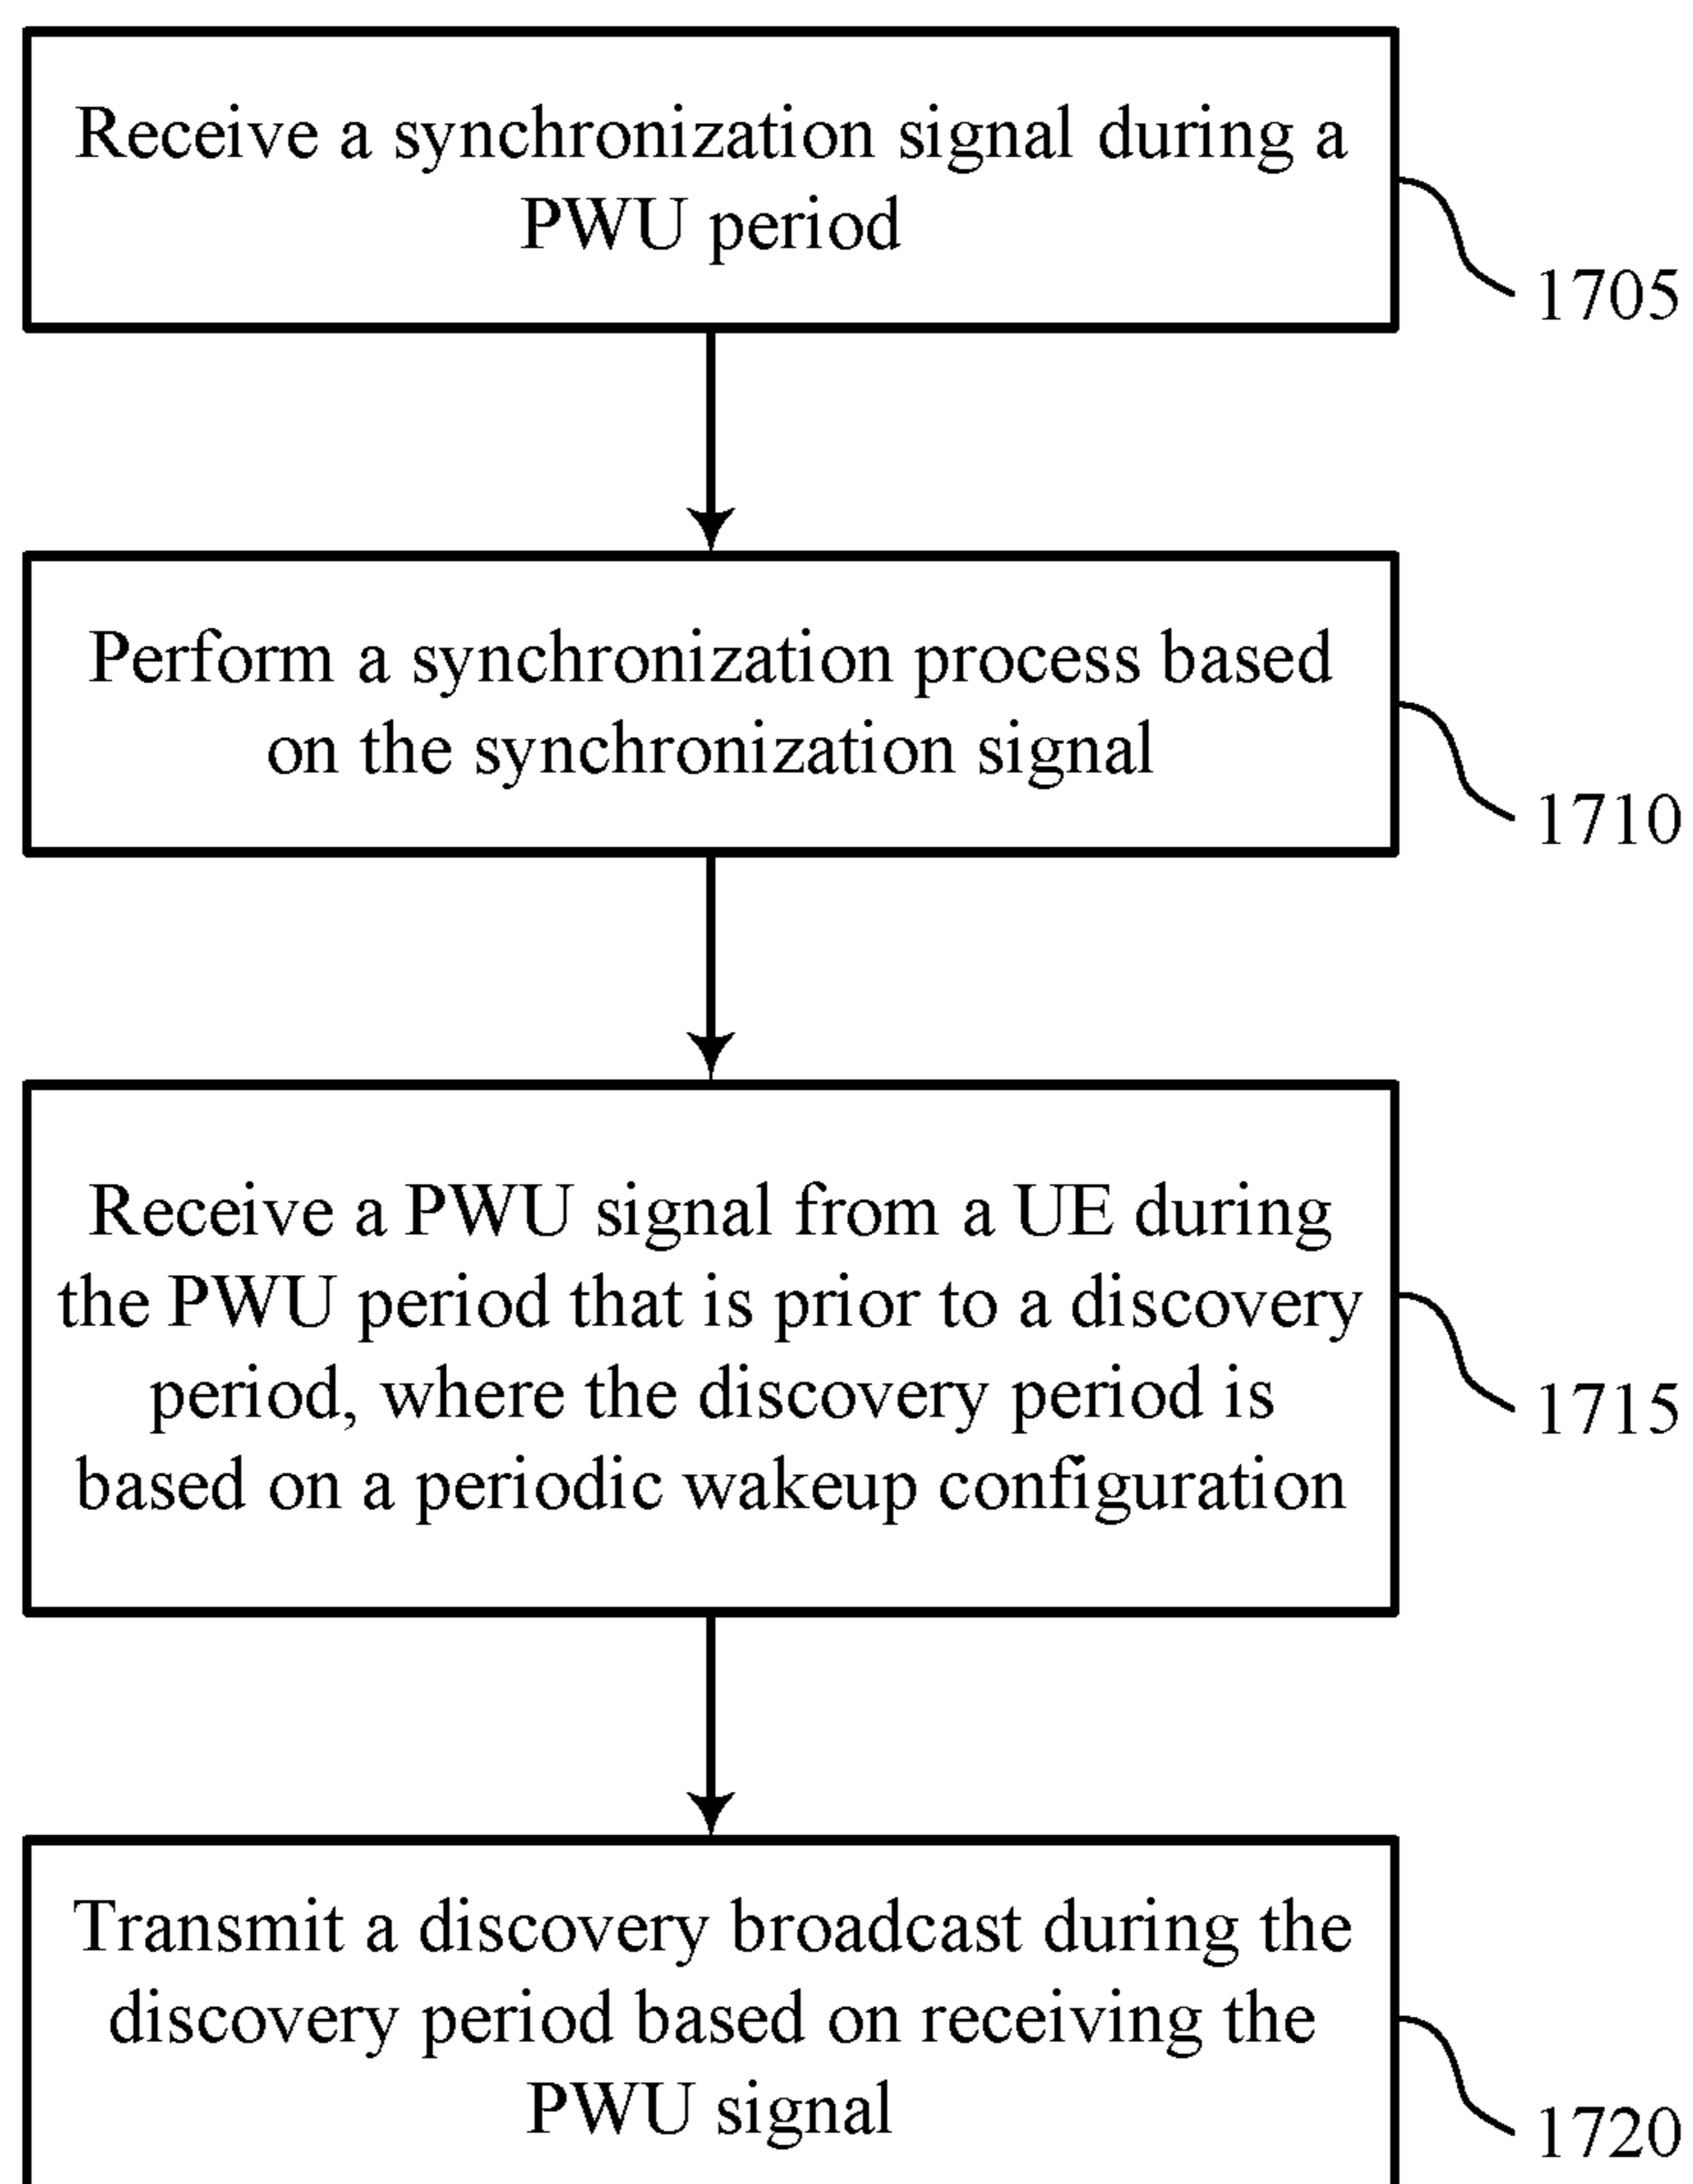 Receive a synchronization signal during a
PWU period
1705
Perform a synchronization process based
on the synchronization signal
1710
Receive a PWU signal from a UE during
the PWU period that is prior to a discovery
period, where the discovery period is
based on a periodic wakeup configuration
1715
Transmit a discovery broadcast during the
discovery period based on receiving the
PWU signal
1720